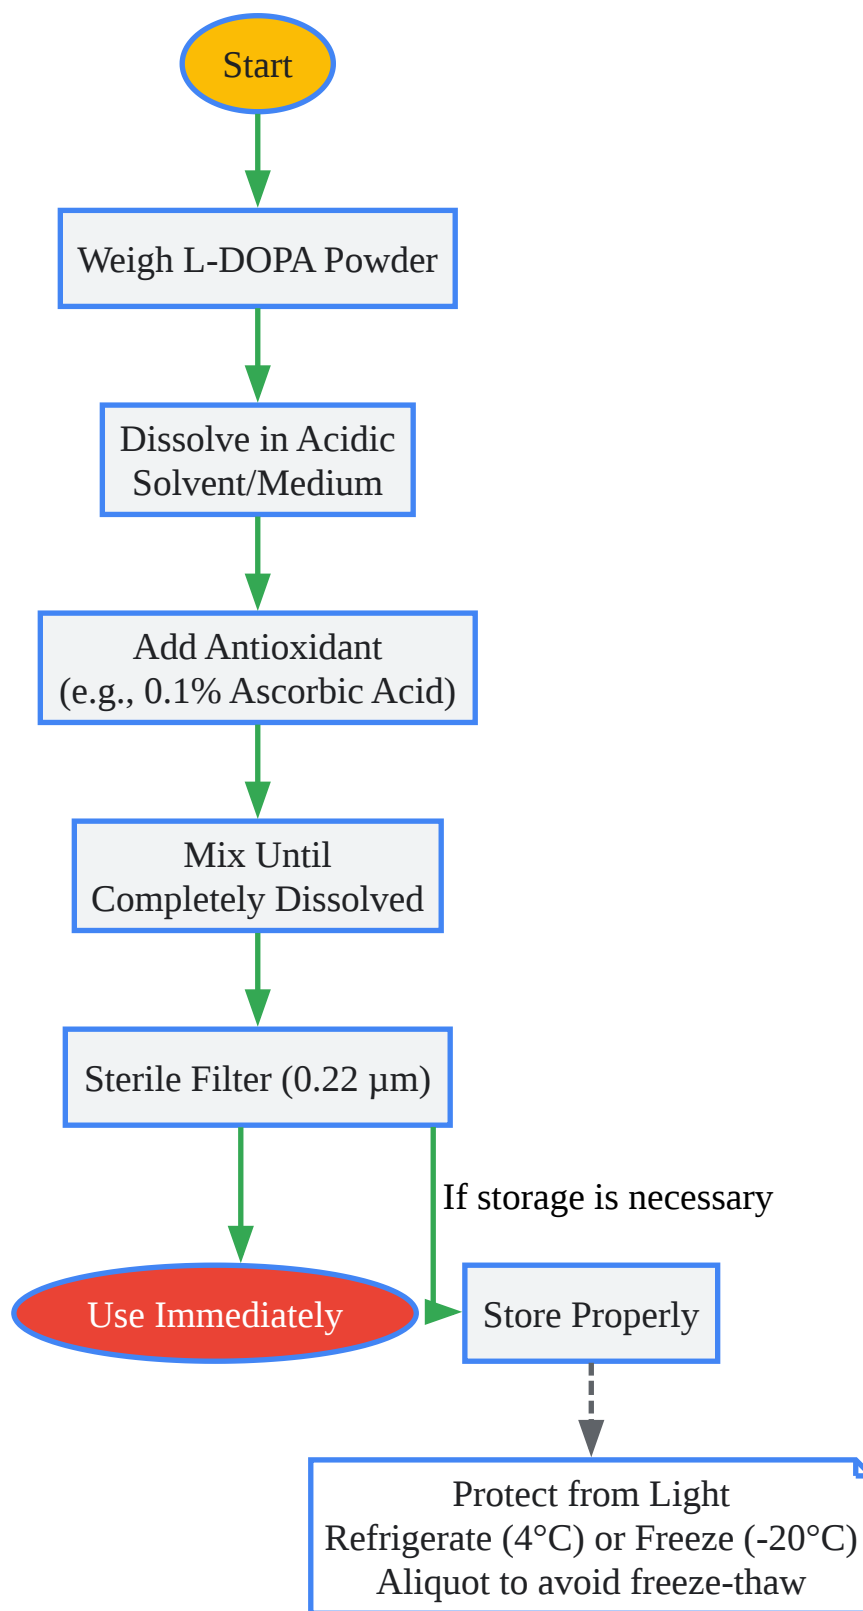 Start
Weigh L-DOPA Powder
Dissolve in Acidic
Solvent/Medium
Add Antioxidant
(e.g., 0.1% Ascorbic Acid)
Mix Until
Completely Dissolved
Sterile Filter (0.22 µm)
If storage is necessary
Use Immediately
Store Properly
Protect from Light
Refrigerate (4°C) or Freeze (-20°C)
Aliquot to avoid freeze-thaw